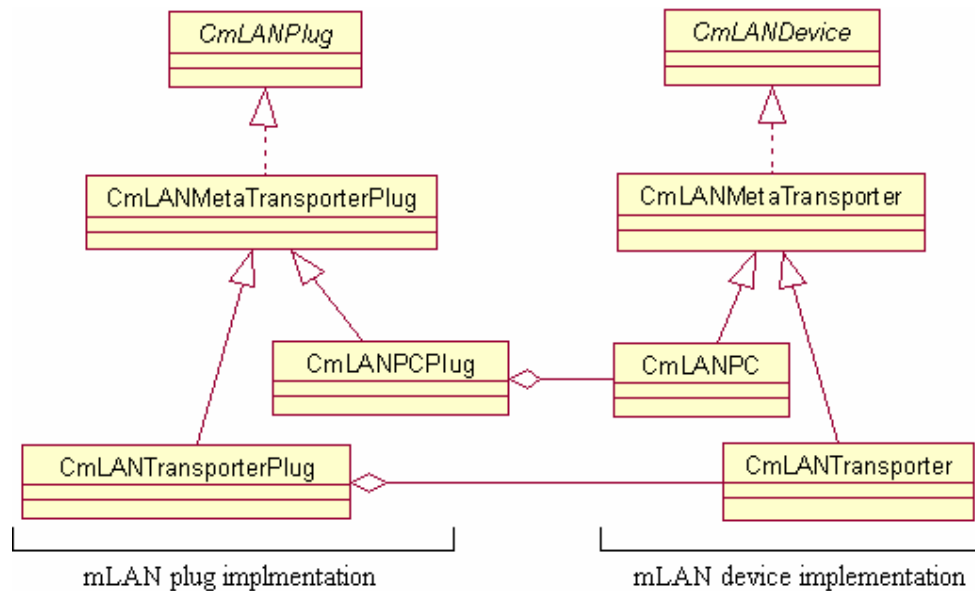 CmLANPlug
CmLANDevice
CmLANMetaTransporterPlug
CmLANMetaTransporter
CmLANPCPlug
CmLANPC
CmLANTransporterPlug
CmLANTransporter
mLAN plug implmentation
mLAN device implementation